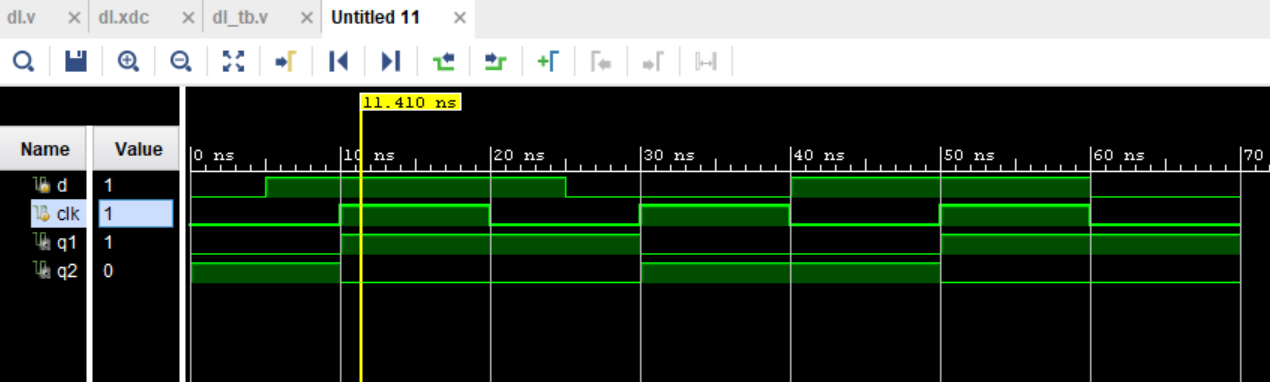 dl.v dl.xdc dl_tb.v Untitled 11
11.410 ns
Name Value 0 ns 10 ns 20 ns 30 ns 40 ns 50 ns 60 ns 70
d 1
clk 1
q1 1
q2 0